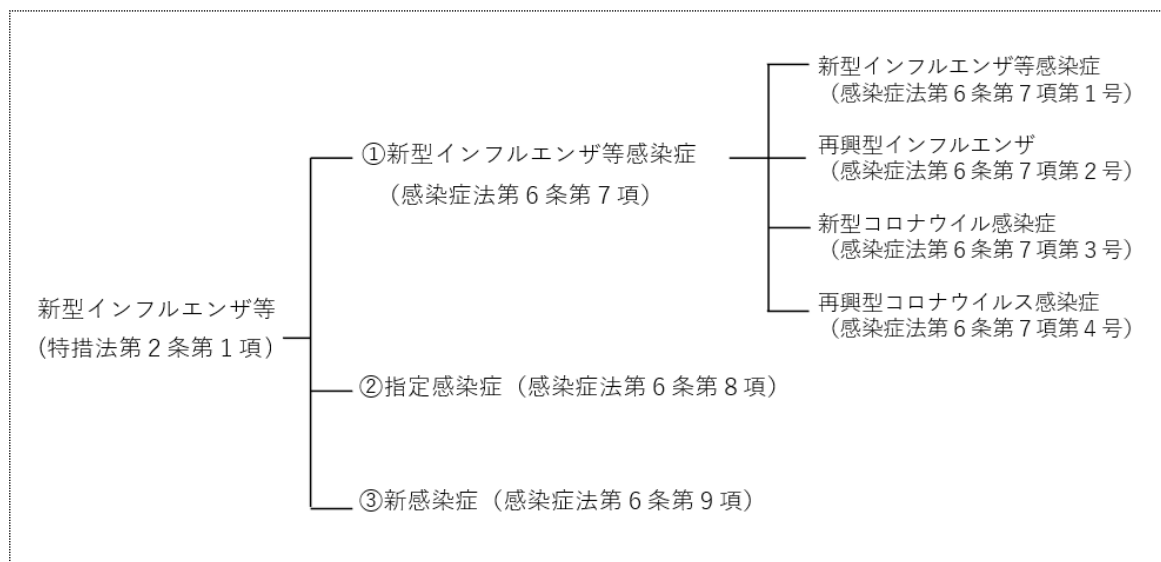 新型インフルエンザ等感染症
（感染症法第６条第７項第１号）
①新型インフルエンザ等感染症
（感染症法第６条第７項）
再興型インフルエンザ
（感染症法第６条第７項第２号）
新型コロナウイル感染症
（感染症法第６条第７項第３号）
再興型コロナウイルス感染症
（感染症法第６条第７項第４号）
新型インフルエンザ等
(特措法第２条第１項）
②指定感染症（感染症法第６条第８項）
③新感染症（感染症法第６条第９項）